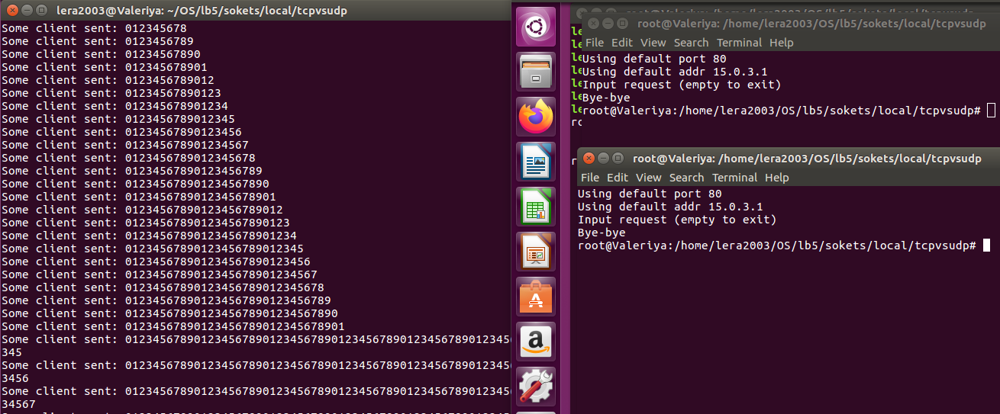 lera2003@Valeriya: ~/OS/lb5/sokets/local/tcpvsudp
Some client sent: 012345678
Some client sent: 0123456789
Some client sent: 01234567890
Some client sent: 012345678901
Some client sent: 0123456789012
Some client sent: 01234567890123
Some client sent: 012345678901234
Some client sent: 0123456789012345
Some client sent: 01234567890123456
Some client sent: 012345678901234567
Some client sent: 0123456789012345678
Some client sent: 01234567890123456789
Some client sent: 012345678901234567890
Some client sent: 0123456789012345678901
Some client sent: 01234567890123456789012
Some client sent: 012345678901234567890123
Some client sent: 0123456789012345678901234
Some client sent: 01234567890123456789012345
Some client sent: 012345678901234567890123456
Some client sent: 0123456789012345678901234567
Some client sent: 01234567890123456789012345678
Some client sent: 012345678901234567890123456789
Some client sent: 0123456789012345678901234567890
Some client sent: 01234567890123456789012345678901
Some client sent: 012345678901234567890123456789012345678901234567890123456
345
Some client sent: 012345678901234567890123456789012345678901234567890123456
3456
Some client sent: 012345678901234567890123456789012345678901234567890123456
34567
root@Valeriya: /home/lera2003/OS/lb5/sokets/local/tcpvsudp
File Edit View Search Terminal Help
Using default port 80
Using default addr 15.0.3.1
Input request (empty to exit)
Bye-bye
root@Valeriya:/home/lera2003/OS/lb5/sokets/local/tcpvsudp#
root@Valeriya: /home/lera2003/OS/lb5/sokets/local/tcpvsudp
File Edit View Search Terminal Help
Using default port 80
Using default addr 15.0.3.1
Input request (empty to exit)
Bye-bye
root@Valeriya:/home/lera2003/OS/lb5/sokets/local/tcpvsudp#